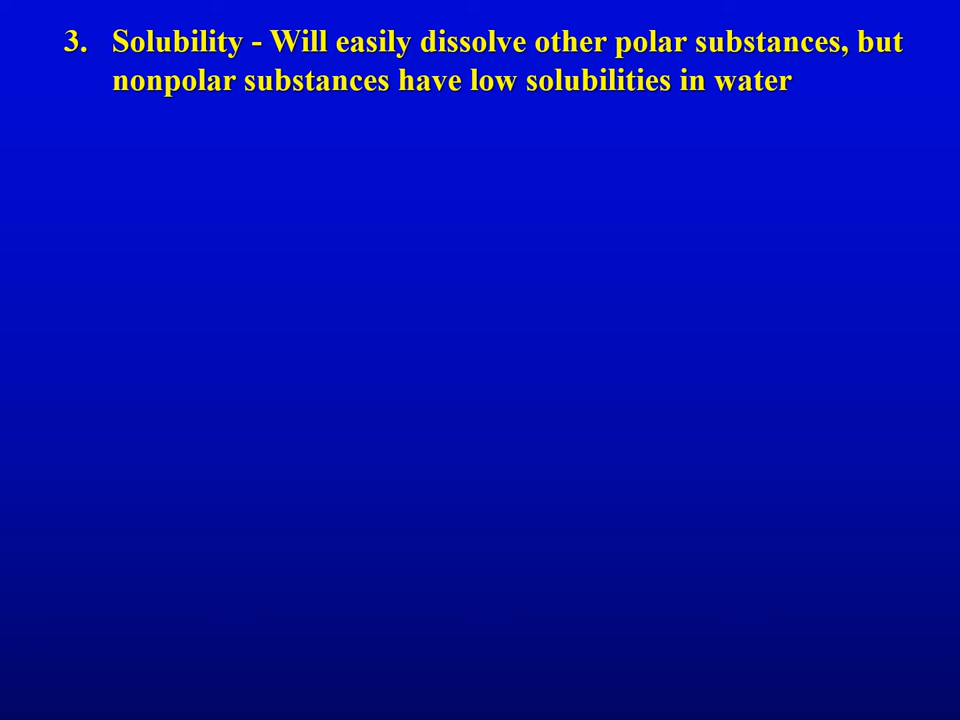 3. Solubility - Will easily dissolve other polar substances, but
nonpolar substances have low solubilities in water